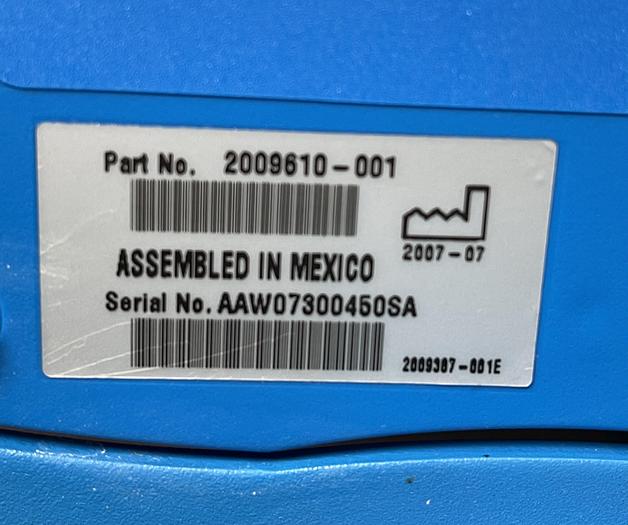 Part No. 2009610-001
2007-07
ASSEMBLED IN MEXICO
Serial No. AAW07300450SA
2009387-001E